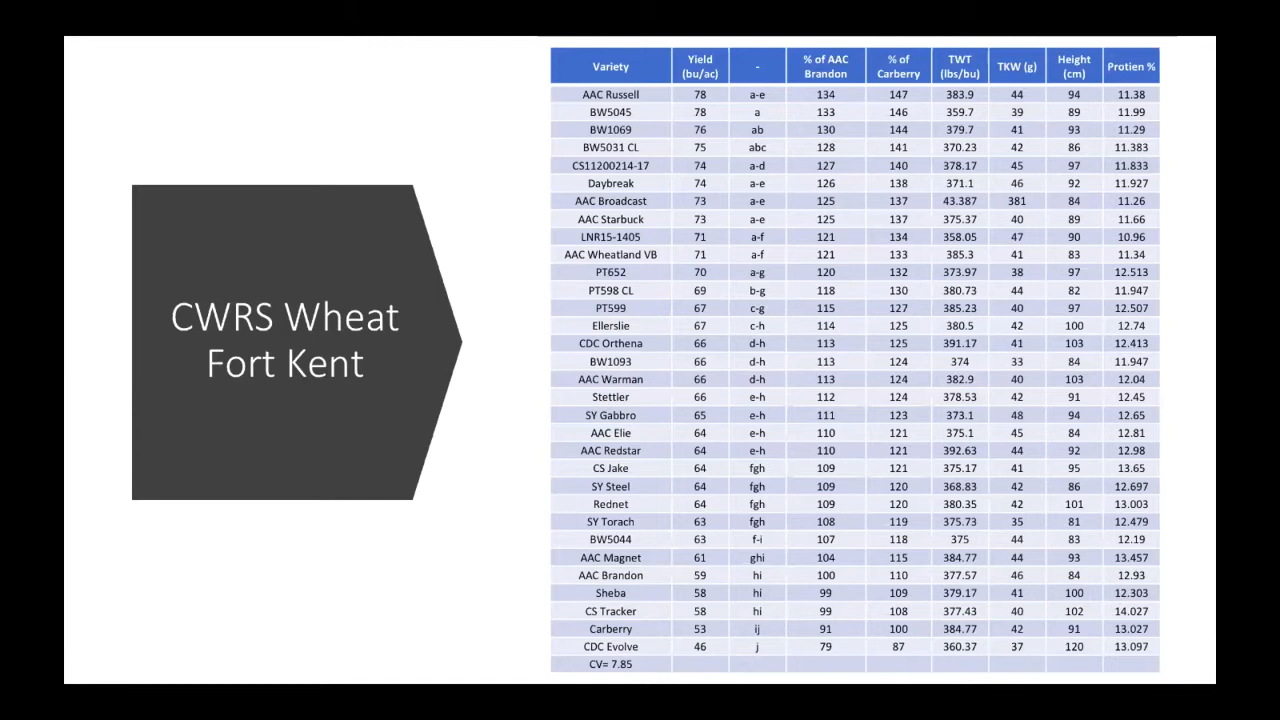 CWRS Wheat
Fort Kent
Variety Yield (bu/ac) - % of AAC Brandon % of Carberry TWT (lbs/bu) TKW (g) Height (cm) Protien %
AAC Russell 78 a-e 134 147 383.9 44 94 11.38
BW5045 78 a 133 146 359.7 39 89 11.99
BW1069 76 ab 130 144 379.7 41 93 11.29
BW5031 CL 75 abc 128 141 370.23 42 86 11.383
CS11200214-17 74 a-d 127 140 378.17 45 97 11.833
Daybreak 74 a-e 126 138 371.1 46 92 11.927
AAC Broadcast 73 a-e 125 137 43.387 381 84 11.26
AAC Starbuck 73 a-e 125 137 375.37 40 89 11.66
LNR15-1405 71 a-f 121 134 358.05 47 90 10.96
AAC Wheatland VB 71 a-f 121 133 385.3 41 83 11.34
PT652 70 a-g 120 132 373.97 38 97 12.513
PT598 CL 69 b-g 118 130 380.73 44 82 11.947
PT599 67 c-g 115 127 385.23 40 97 12.507
Ellerslie 67 c-h 114 125 380.5 42 100 12.74
CDC Orthena 66 d-h 113 125 391.17 41 103 12.413
BW1093 66 d-h 113 124 374 33 84 11.947
AAC Warman 66 d-h 113 124 382.9 40 103 12.04
Stettler 66 e-h 112 124 378.53 42 91 12.45
SY Gabbro 65 e-h 111 123 373.1 48 94 12.65
AAC Elie 64 e-h 110 121 375.1 45 84 12.81
AAC Redstar 64 e-h 110 121 392.63 44 92 12.98
CS Jake 64 fgh 109 121 375.17 41 95 13.65
SY Steel 64 fgh 109 120 368.83 42 86 12.697
Rednet 64 fgh 109 120 380.35 42 101 13.003
SY Torach 63 fgh 108 119 375.73 35 81 12.479
BW5044 63 f-i 107 118 375 44 83 12.19
AAC Magnet 61 ghi 104 115 384.77 44 93 13.457
AAC Brandon 59 hi 100 110 377.57 46 84 12.93
Sheba 58 hi 99 109 379.17 41 100 12.303
CS Tracker 58 hi 99 108 377.43 40 102 14.027
Carberry 53 ij 91 100 384.77 42 91 13.027
CDC Evolve 46 j 79 87 360.37 37 120 13.097
CV= 7.85